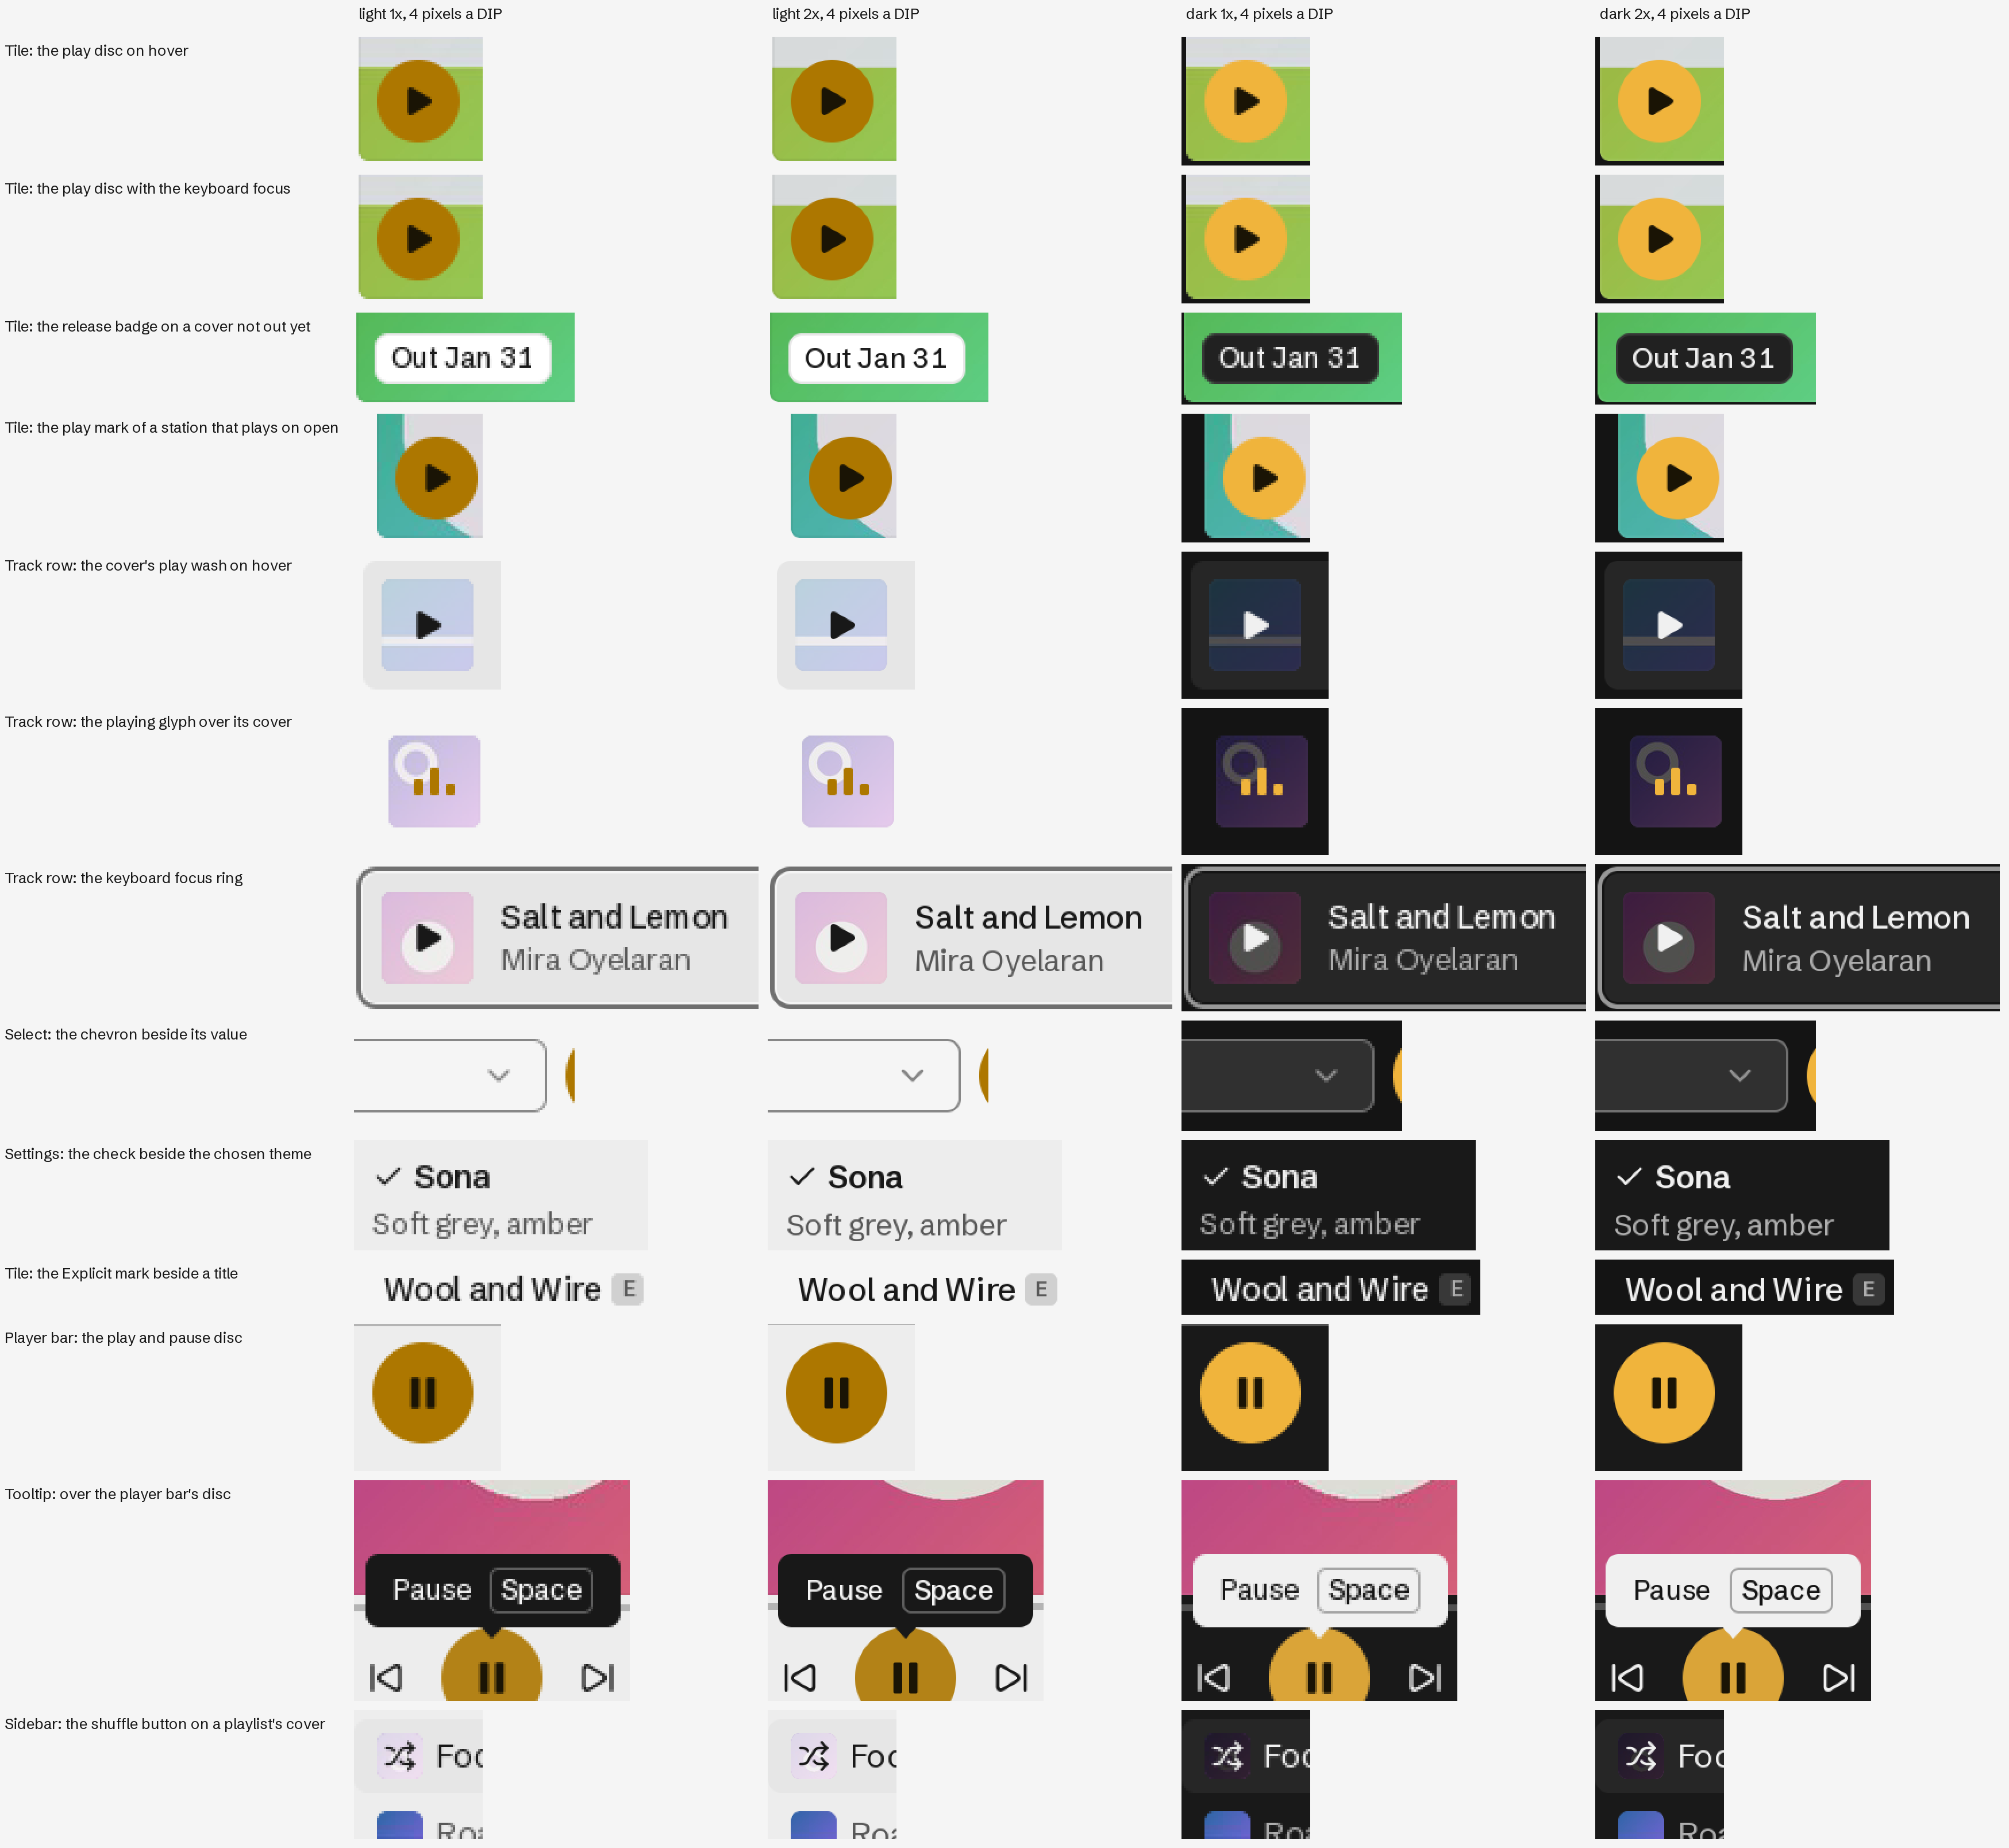 light 1x, 4 pixels a DIP
light 2x, 4 pixels a DIP
dark 1x, 4 pixels a DIP
dark 2x, 4 pixels a DIP
Tile: the play disc on hover
Tile: the play disc with the keyboard focus
Tile: the release badge on a cover not out yet
Out Jan 31
Out Jan 31
Out Jan 31
Out Jan 31
Tile: the play mark of a station that plays on open
Track row: the cover's play wash on hover
Track row: the playing glyph over its cover
Track row: the keyboard focus ring
Salt and Lemon
Mira Oyelaran
Salt and Lemon
Mira Oyelaran
Salt and Lemon
Mira Oyelaran
Salt and Lemon
Mira Oyelaran
Select: the chevron beside its value
Settings: the check beside the chosen theme
Sona
Soft grey, amber
Sona
Soft grey, amber
Sona
Soft grey, amber
Sona
Soft grey, amber
Tile: the Explicit mark beside a title
Wool and Wire E
Wool and Wire E
Wool and Wire E
Wool and Wire E
Player bar: the play and pause disc
Tooltip: over the player bar's disc
Pause Space
Pause Space
Pause Space
Pause Space
Sidebar: the shuffle button on a playlist's cover